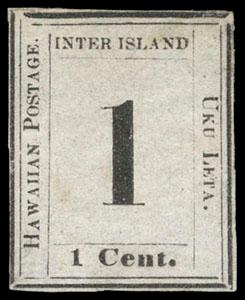 INTER ISLAND
HAWAIIAN POSTAGE.
1
UKU LETA.
1 Cent.